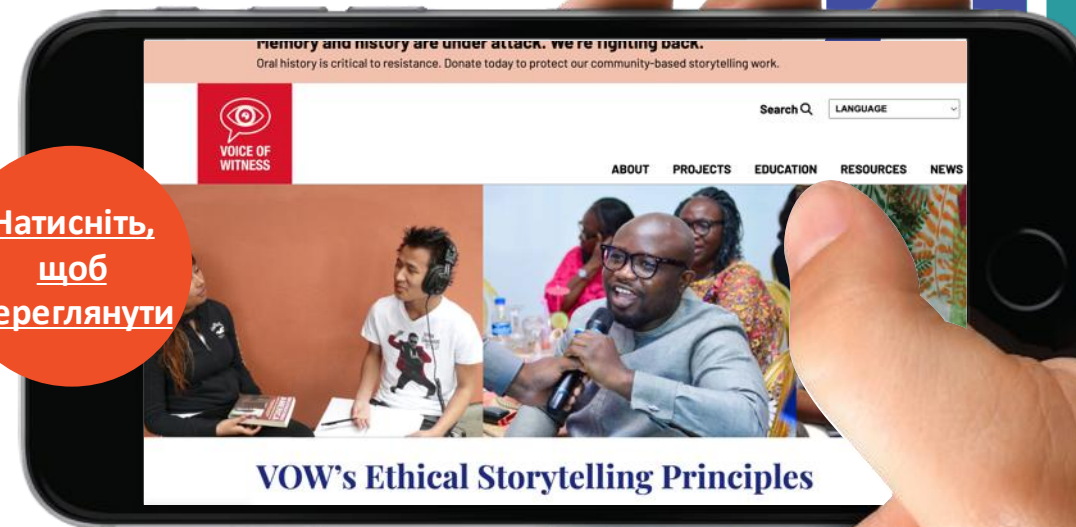 Memory and history are under attack. We're fighting back.
Oral history is critical to resistance. Donate today to protect our community-based storytelling work.
Search
LANGUAGE
VOICE OF
WITNESS
ABOUT PROJECTS EDUCATION RESOURCES NEWS
Натисніть,
щоб
ереглянути
VOW's Ethical Storytelling Principles